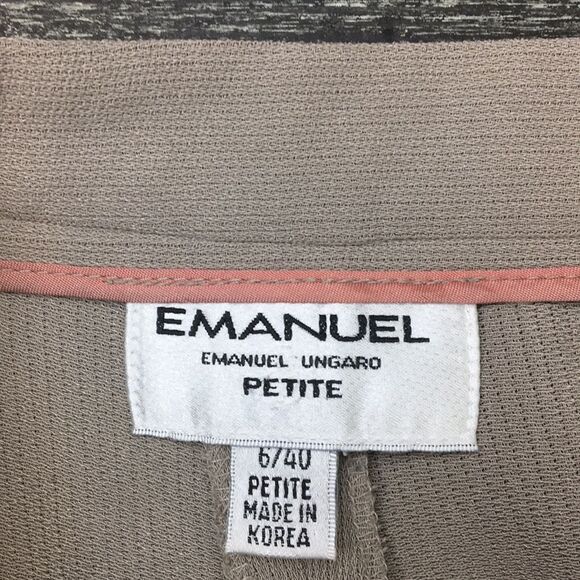 EMANUEL
EMANUEL UNGARO
PETITE
6/40
PETITE
MADE IN
KOREA